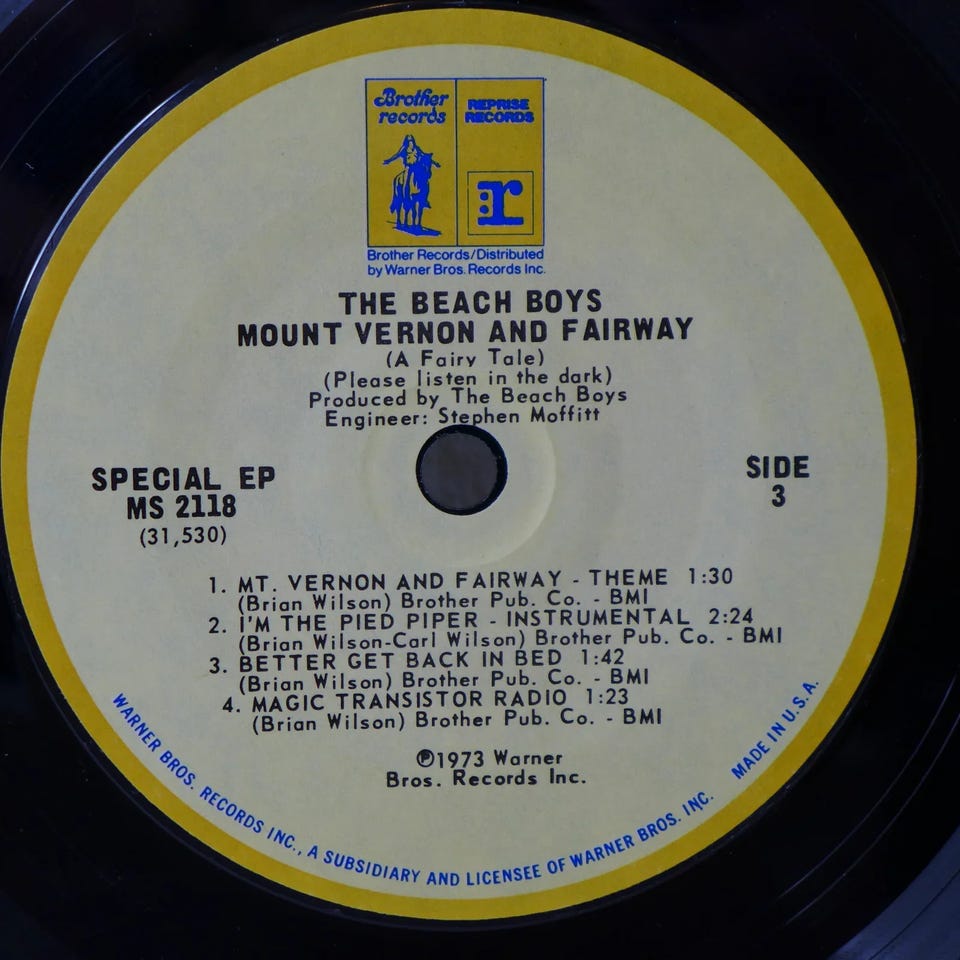 Brother
records
REPRISE
RECORDS
r
Brother Records/Distributed
by Warner Bros. Records Inc.
THE BEACH BOYS
MOUNT VERNON AND FAIRWAY
(A Fairy Tale)
(Please listen in the dark)
Produced by The Beach Boys
Engineer: Stephen Moffitt
SPECIAL EP
MS 2118
(31,530)
SIDE
3
1. MT. VERNON AND FAIRWAY - THEME 1:30
(Brian Wilson) Brother Pub. Co. - BMI
2. I'M THE PIED PIPER - INSTRUMENTAL 2:24
(Brian Wilson-Carl Wilson) Brother Pub. Co. - BMI
3. BETTER GET BACK IN BED 1:42
(Brian Wilson) Brother Pub. Co. - BMI
4. MAGIC TRANSISTOR RADIO 1:23
(Brian Wilson) Brother Pub. Co. - BMI
℗1973 Warner
Bros. Records Inc.
WARNER BROS. RECORDS INC., A SUBSIDIARY AND LICENSEE OF WARNER BROS. INC.
MADE IN U.S.A.